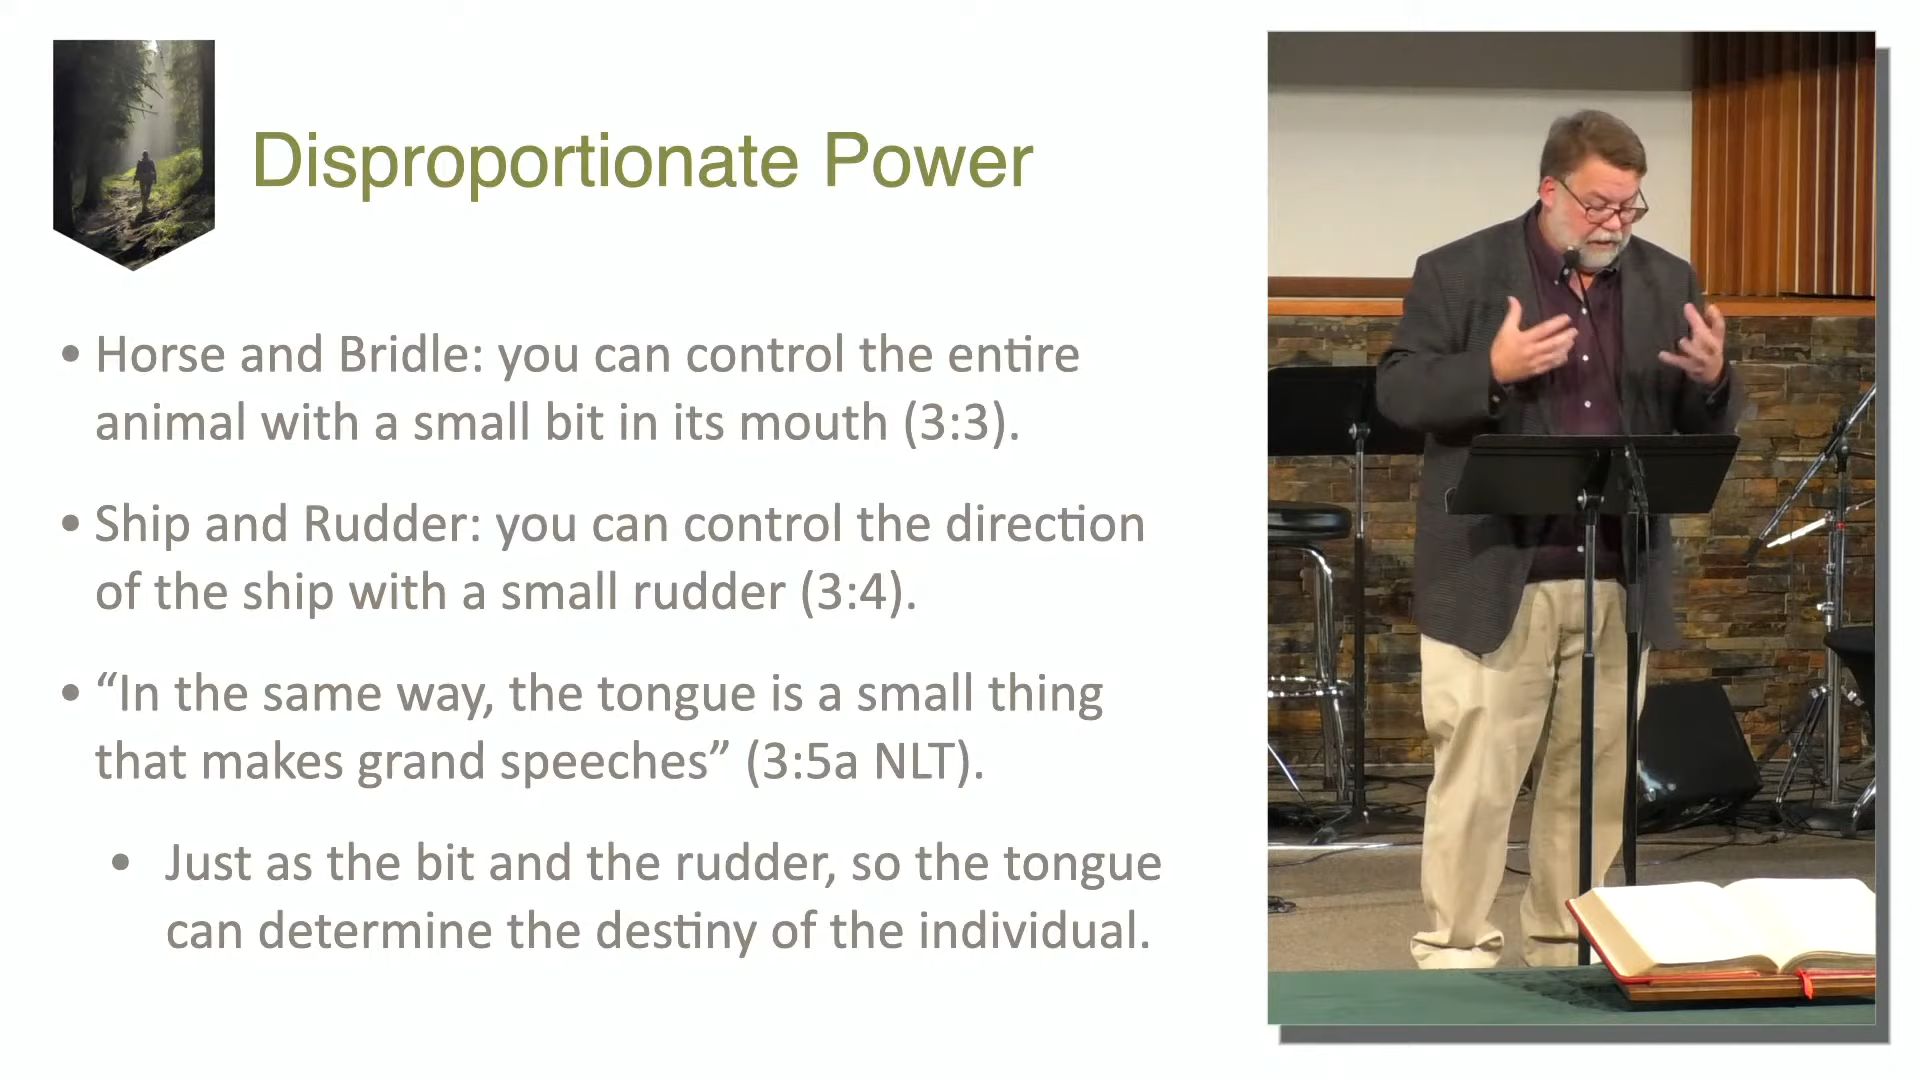 Disproportionate Power
• Horse and Bridle: you can control the entire
animal with a small bit in its mouth (3:3).
• Ship and Rudder: you can control the direction
of the ship with a small rudder (3:4).
• “In the same way, the tongue is a small thing
that makes grand speeches” (3:5a NLT).
• Just as the bit and the rudder, so the tongue
can determine the destiny of the individual.